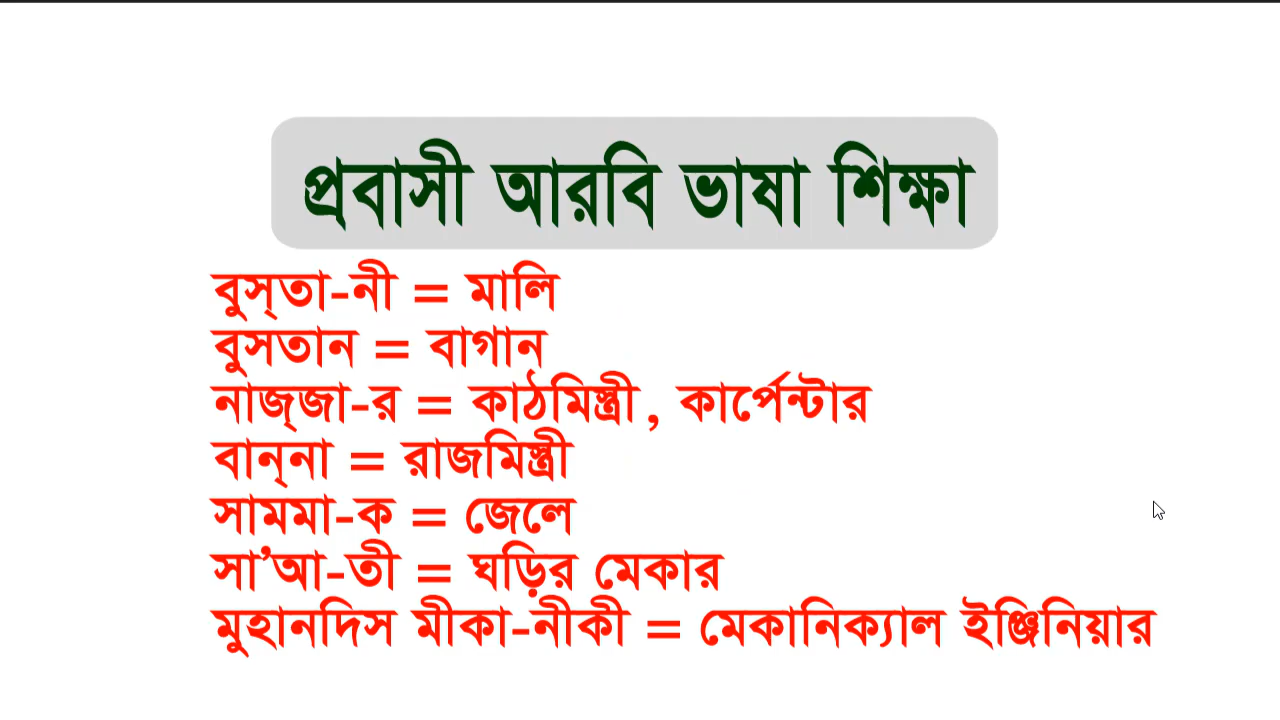 প্রবাসী আরবি ভাষা শিক্ষা
বুস্‌তা-নী = মালি
বুসতান = বাগান
নাজ্‌জা-র = কাঠমিস্ত্রী, কার্পেন্টার
বান্‌না = রাজমিস্ত্রী
সামমা-ক = জেলে
সা’আ-তী = ঘড়ির মেকার
মুহানদিস মীকা-নীকী = মেকানিক্যাল ইঞ্জিনিয়ার